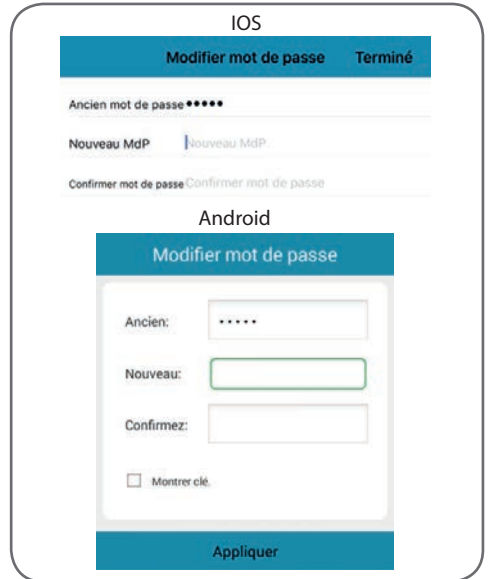 IOS
Modifier mot de passe Terminé
Ancien mot de passe •••••
Nouveau MdP Nouveau MdP
Confirmer mot de passe Confirmer mot de passe
Android
Modifier mot de passe
Ancien: •••••
Nouveau:
Confirmez:
Montrer clé.
Appliquer